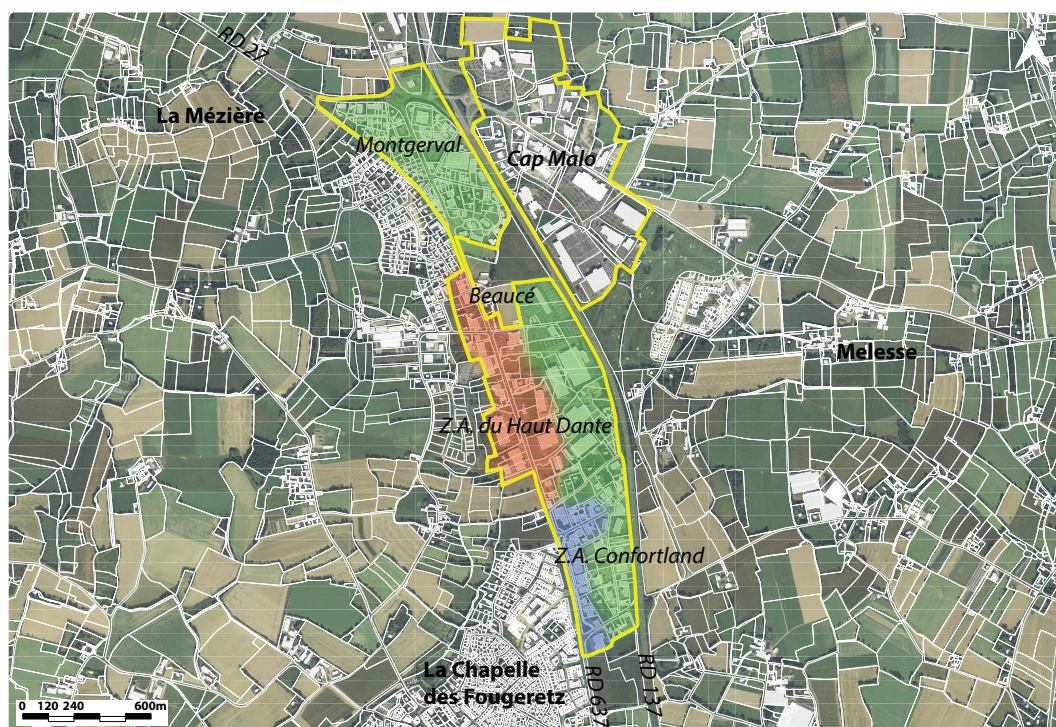 RD 27
N
La Mézière
Montgerval
Cap Malo
Beaucé
Melesse
Z.A. du Haut Dante
Z.A. Confortland
La Chapelle
des Fougeretz
RD 637
RD 137
0 120 240 600m